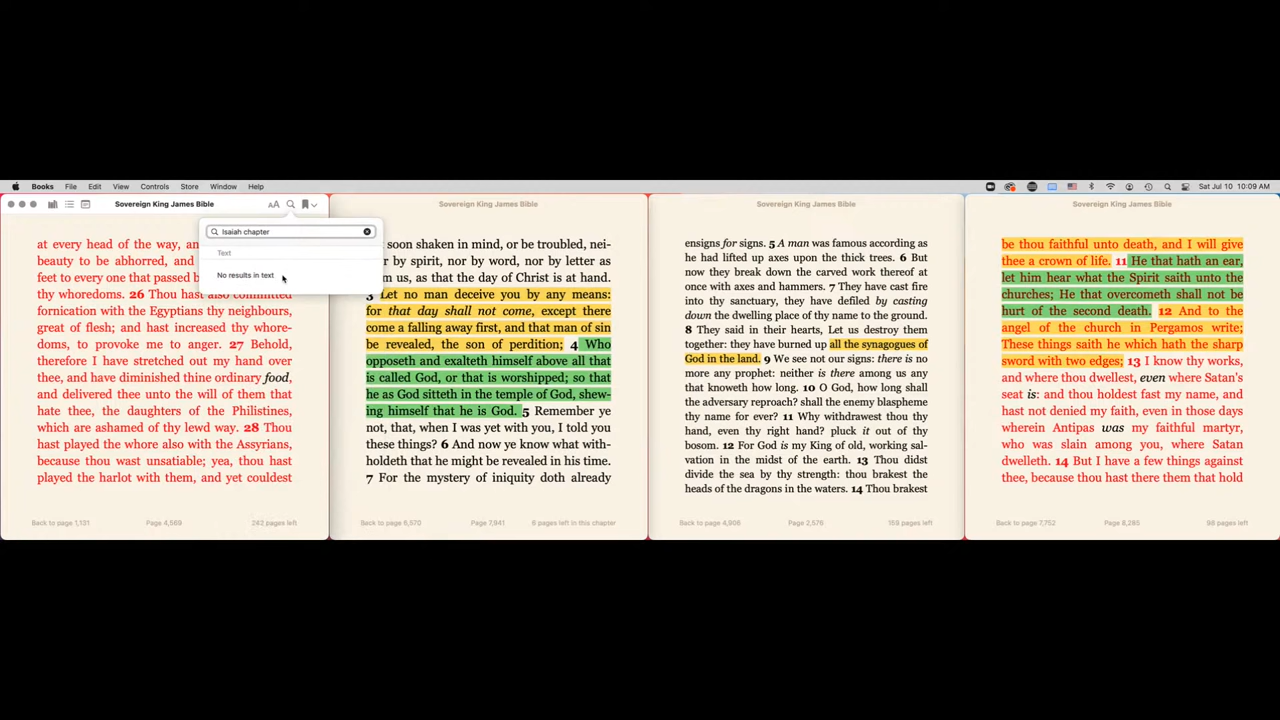 Books File Edit View Controls Store Window Help
Sat Jul 10 10:09 AM
Sovereign King James Bible
Isaiah chapter
Text
No results in text
at every head of the way, an
beauty to be abhorred, and
feet to every one that passed b
thy whoredoms. 26 Thou hast also committed
fornication with the Egyptians thy neighbours,
great of flesh; and hast increased thy whore-
doms, to provoke me to anger. 27 Behold,
therefore I have stretched out my hand over
thee, and have diminished thine ordinary food,
and delivered thee unto the will of them that
hate thee, the daughters of the Philistines,
which are ashamed of thy lewd way. 28 Thou
hast played the whore also with the Assyrians,
because thou wast unsatiable; yea, thou hast
played the harlot with them, and yet couldest
Back to page 1,131
Page 4,569
242 pages left
Sovereign King James Bible
soon shaken in mind, or be troubled, nei-
by spirit, nor by word, nor by letter as
m us, as that the day of Christ is at hand.
3 Let no man deceive you by any means:
for that day shall not come, except there
come a falling away first, and that man of sin
be revealed, the son of perdition; 4 Who
opposeth and exalteth himself above all that
is called God, or that is worshipped; so that
he as God sitteth in the temple of God, shew-
ing himself that he is God. 5 Remember ye
not, that, when I was yet with you, I told you
these things? 6 And now ye know what with-
holdeth that he might be revealed in his time.
7 For the mystery of iniquity doth already
Back to page 6,570
Page 7,941
6 pages left in this chapter
Sovereign King James Bible
ensigns for signs. 5 A man was famous according as
he had lifted up axes upon the thick trees. 6 But
now they break down the carved work thereof at
once with axes and hammers. 7 They have cast fire
into thy sanctuary, they have defiled by casting
down the dwelling place of thy name to the ground.
8 They said in their hearts, Let us destroy them
together: they have burned up all the synagogues of
God in the land. 9 We see not our signs: there is no
more any prophet: neither is there among us any
that knoweth how long. 10 O God, how long shall
the adversary reproach? shall the enemy blaspheme
thy name for ever? 11 Why withdrawest thou thy
hand, even thy right hand? pluck it out of thy
bosom. 12 For God is my King of old, working sal-
vation in the midst of the earth. 13 Thou didst
divide the sea by thy strength: thou brakest the
heads of the dragons in the waters. 14 Thou brakest
Back to page 4,906
Page 2,576
159 pages left
Sovereign King James Bible
be thou faithful unto death, and I will give
thee a crown of life. 11 He that hath an ear,
let him hear what the Spirit saith unto the
churches; He that overcometh shall not be
hurt of the second death. 12 And to the
angel of the church in Pergamos write;
These things saith he which hath the sharp
sword with two edges; 13 I know thy works,
and where thou dwellest, even where Satan's
seat is: and thou holdest fast my name, and
hast not denied my faith, even in those days
wherein Antipas was my faithful martyr,
who was slain among you, where Satan
dwelleth. 14 But I have a few things against
thee, because thou hast there them that hold
Back to page 7,752
Page 8,285
98 pages left